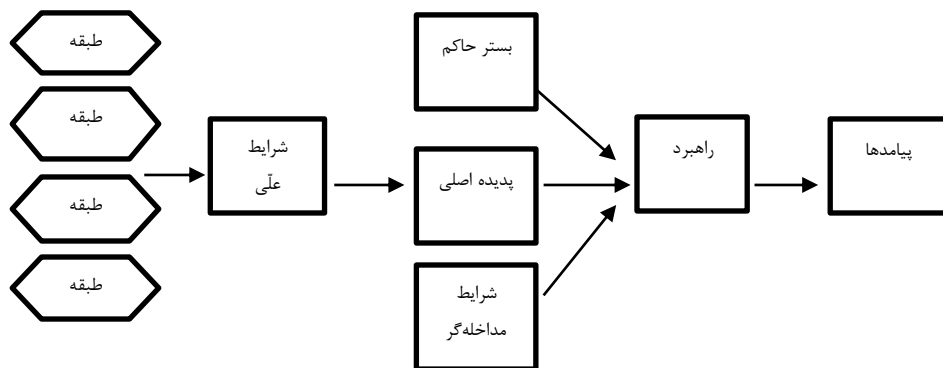 طبقه
طبقه
طبقه
طبقه
شرایط
علّی
بستر حاکم
پدیده اصلی
شرایط
مداخله‌گر
راهبرد
پیامدها